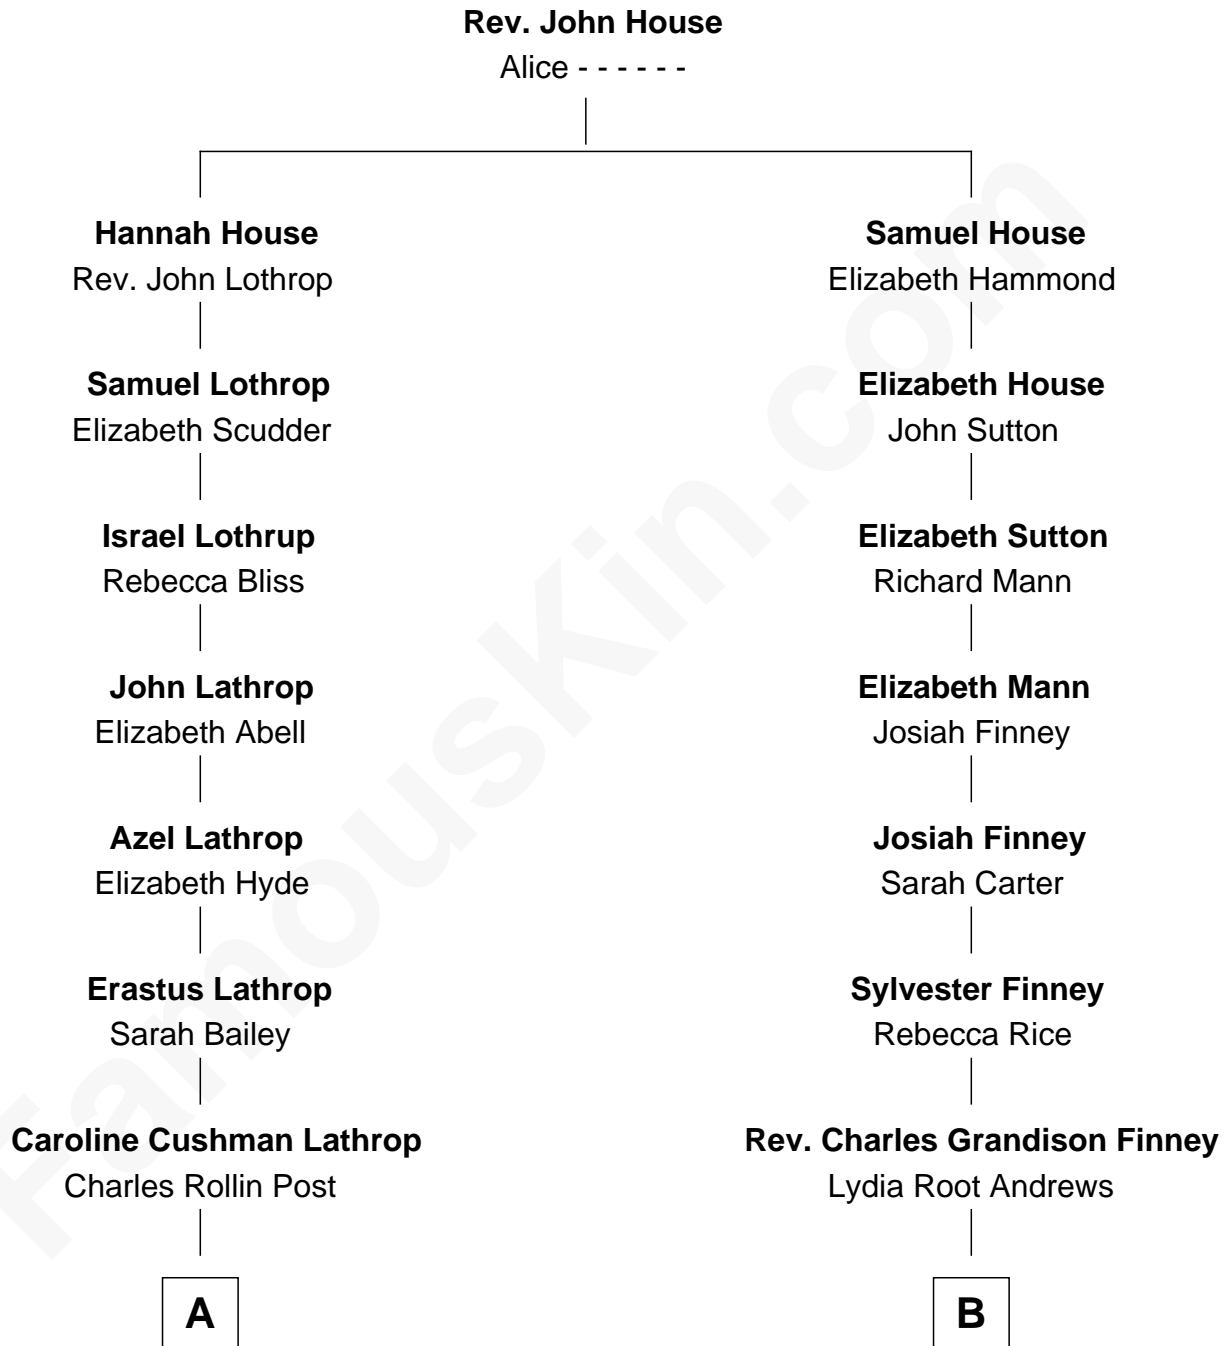 Rev. John House
Alice - - - - - -
Hannah House
Rev. John Lothrop
Samuel House
Elizabeth Hammond
Samuel Lothrop
Elizabeth Scudder
Elizabeth House
John Sutton
Israel Lothrup
Rebecca Bliss
Elizabeth Sutton
Richard Mann
John Lathrop
Elizabeth Abell
Elizabeth Mann
Josiah Finney
Azel Lathrop
Elizabeth Hyde
Josiah Finney
Sarah Carter
Erastus Lathrop
Sarah Bailey
Sylvester Finney
Rebecca Rice
Caroline Cushman Lathrop
Charles Rollin Post
Rev. Charles Grandison Finney
Lydia Root Andrews
A
B
FamousKin.com